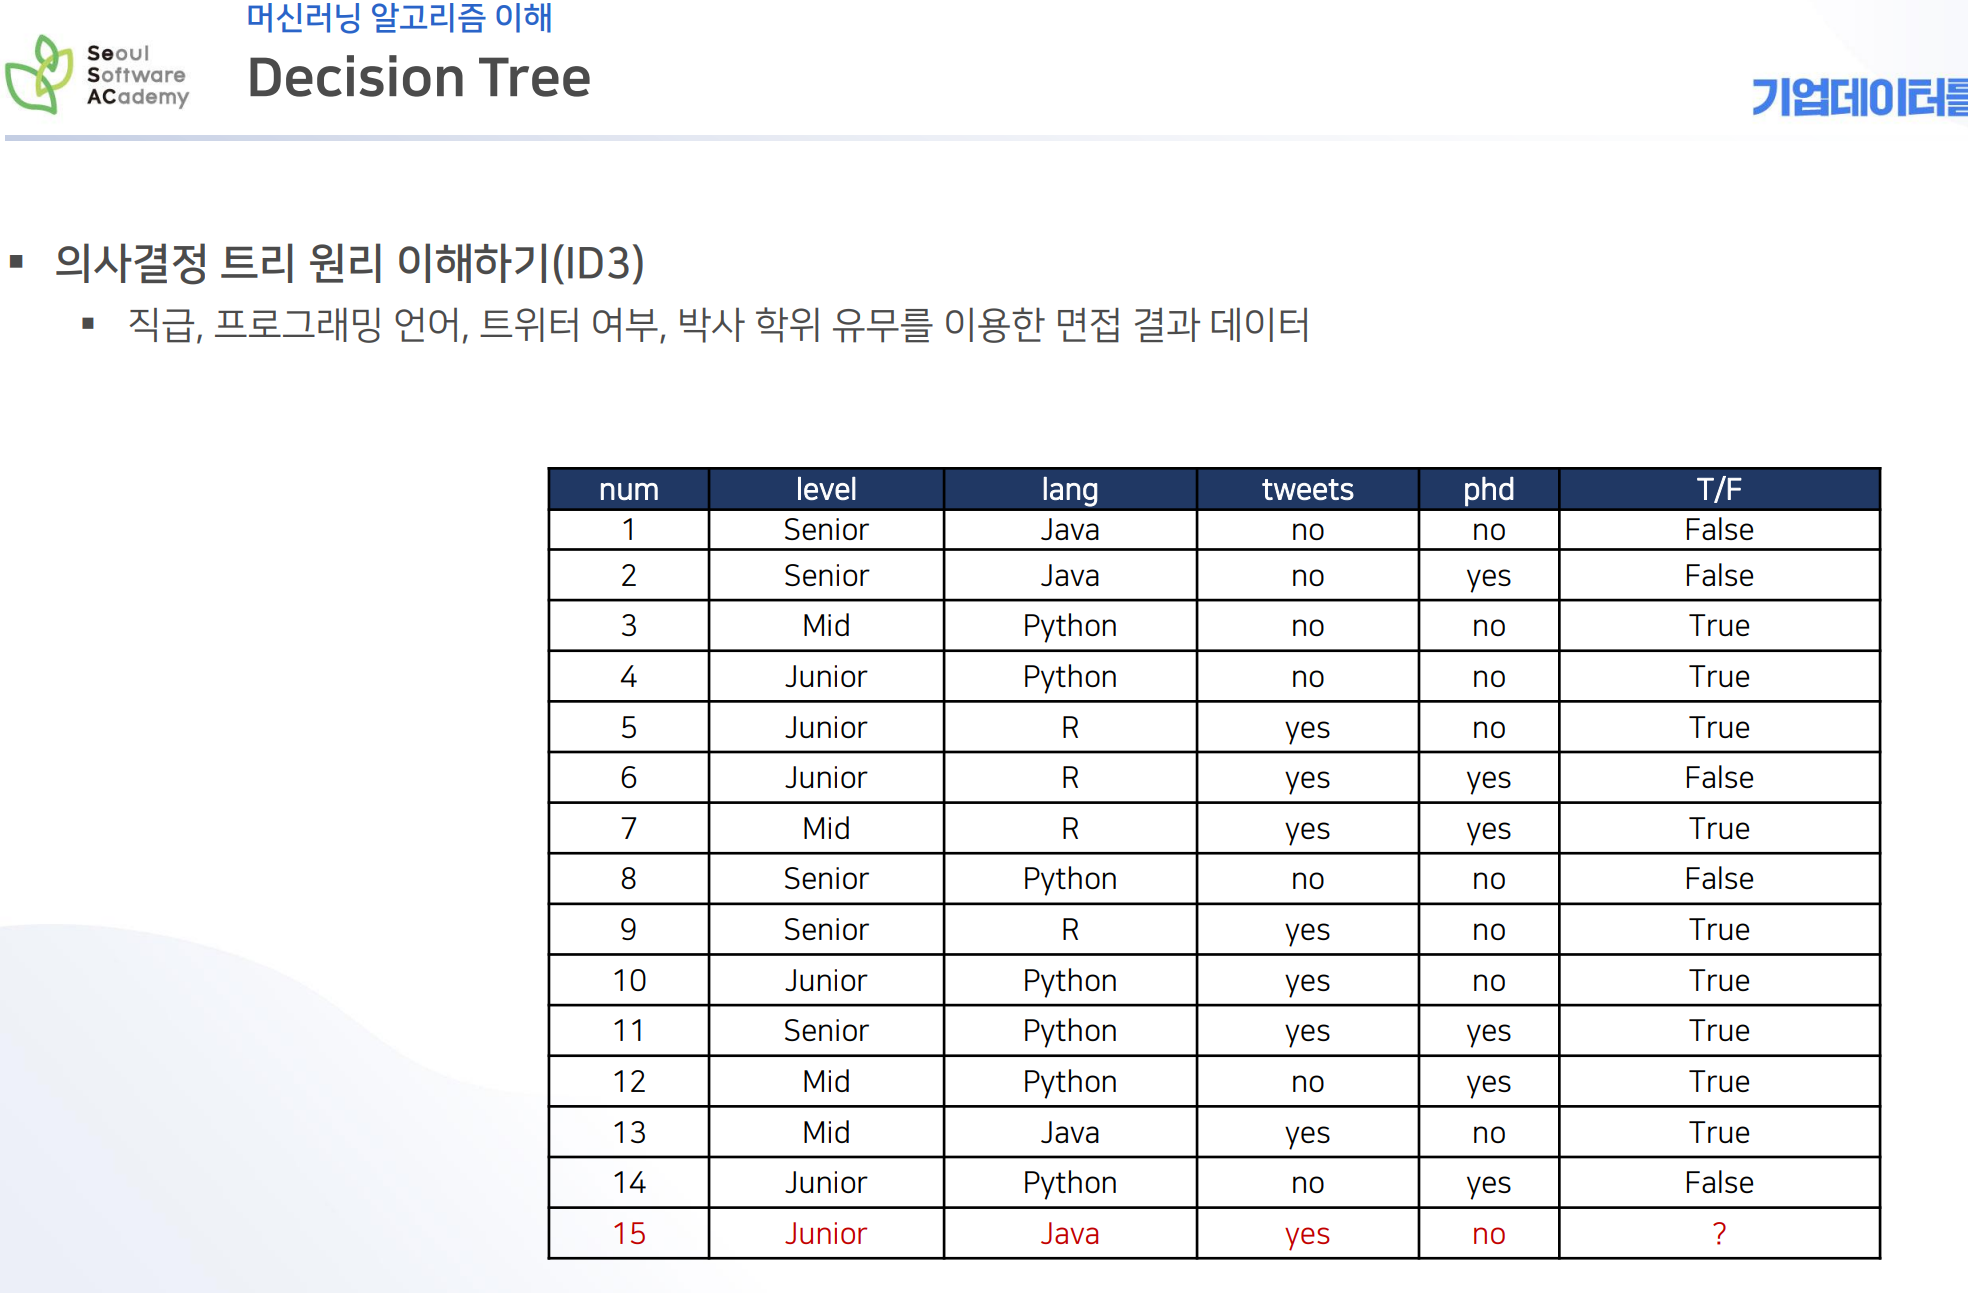 머신러닝 알고리즘 이해
Seoul
Software
ACademy
Decision Tree
기업데이터를
▪ 의사결정 트리 원리 이해하기(ID3)
▪ 직급, 프로그래밍 언어, 트위터 여부, 박사 학위 유무를 이용한 면접 결과 데이터
num level lang tweets phd T/F
1 Senior Java no no False
2 Senior Java no yes False
3 Mid Python no no True
4 Junior Python no no True
5 Junior R yes no True
6 Junior R yes yes False
7 Mid R yes yes True
8 Senior Python no no False
9 Senior R yes no True
10 Junior Python yes no True
11 Senior Python yes yes True
12 Mid Python no yes True
13 Mid Java yes no True
14 Junior Python no yes False
15 Junior Java yes no ?